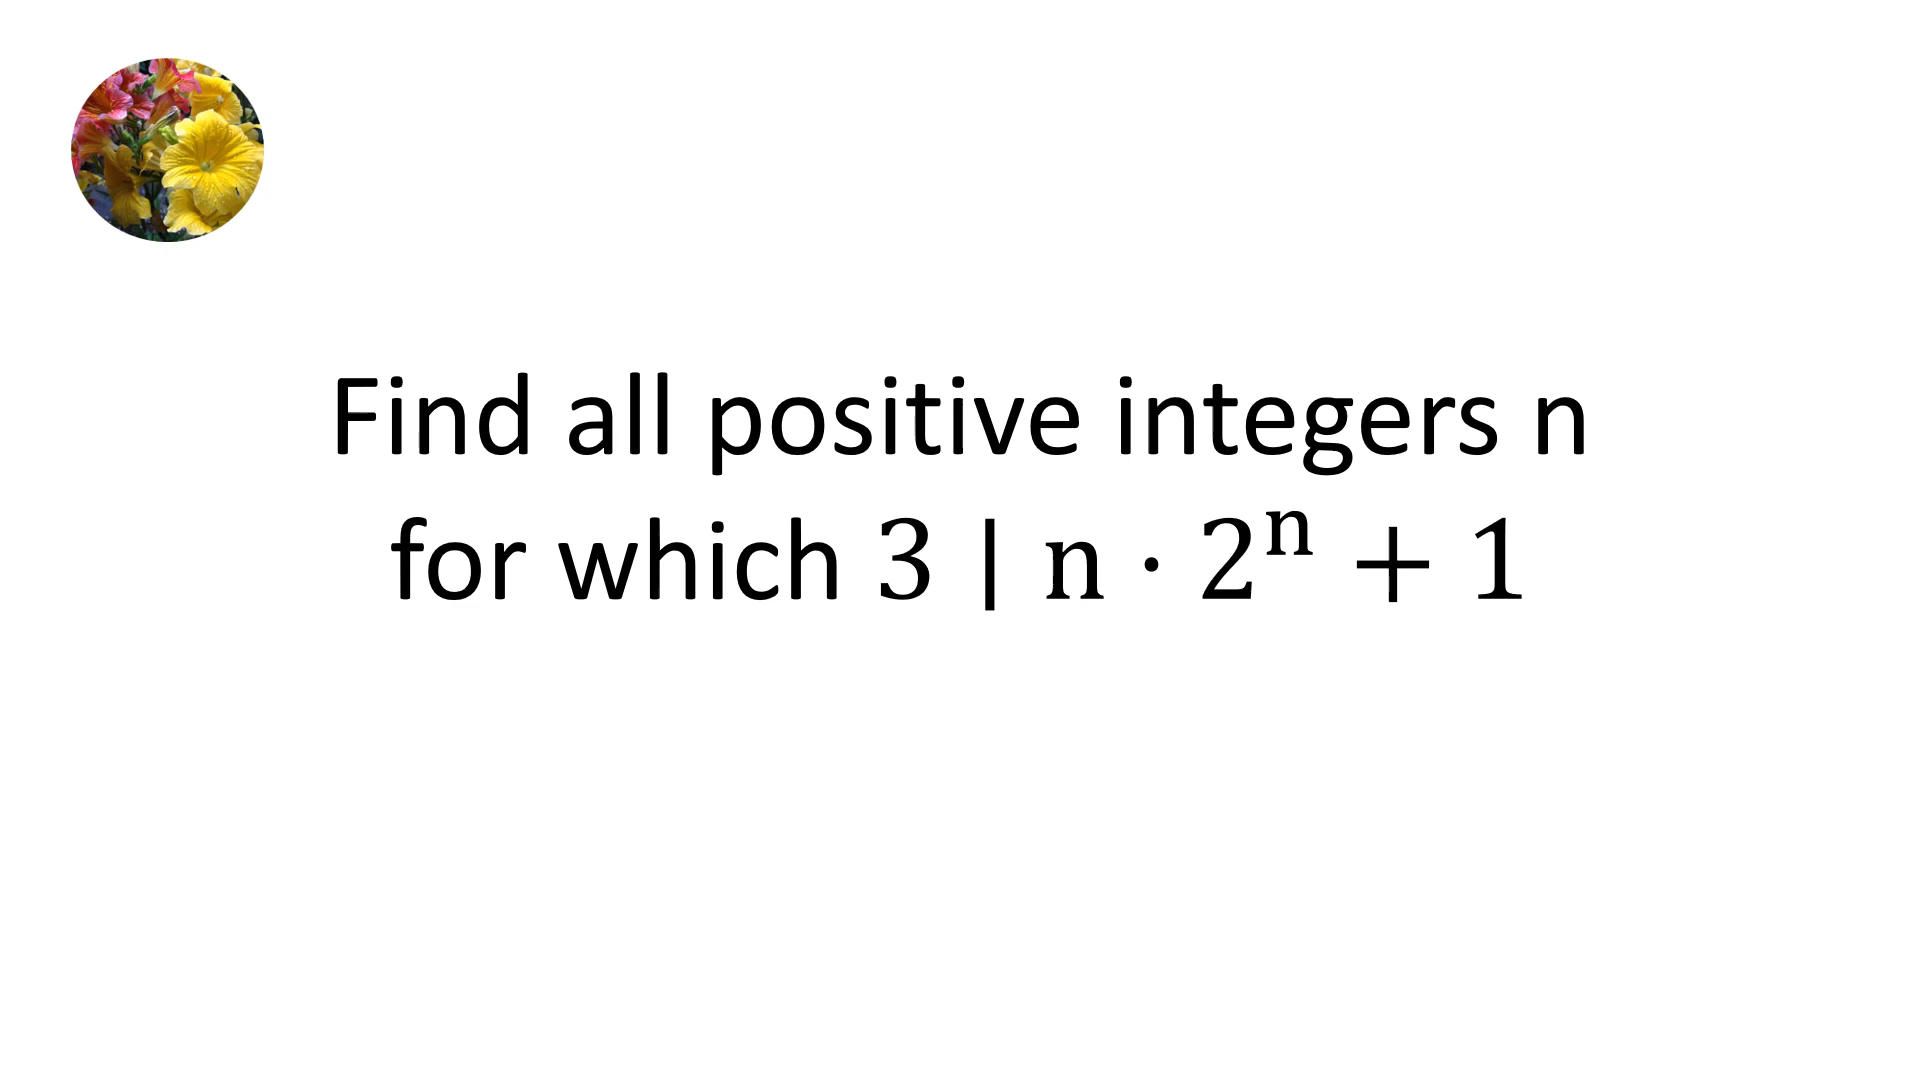 Find all positive integers n
for which 3 | n · 2ⁿ + 1